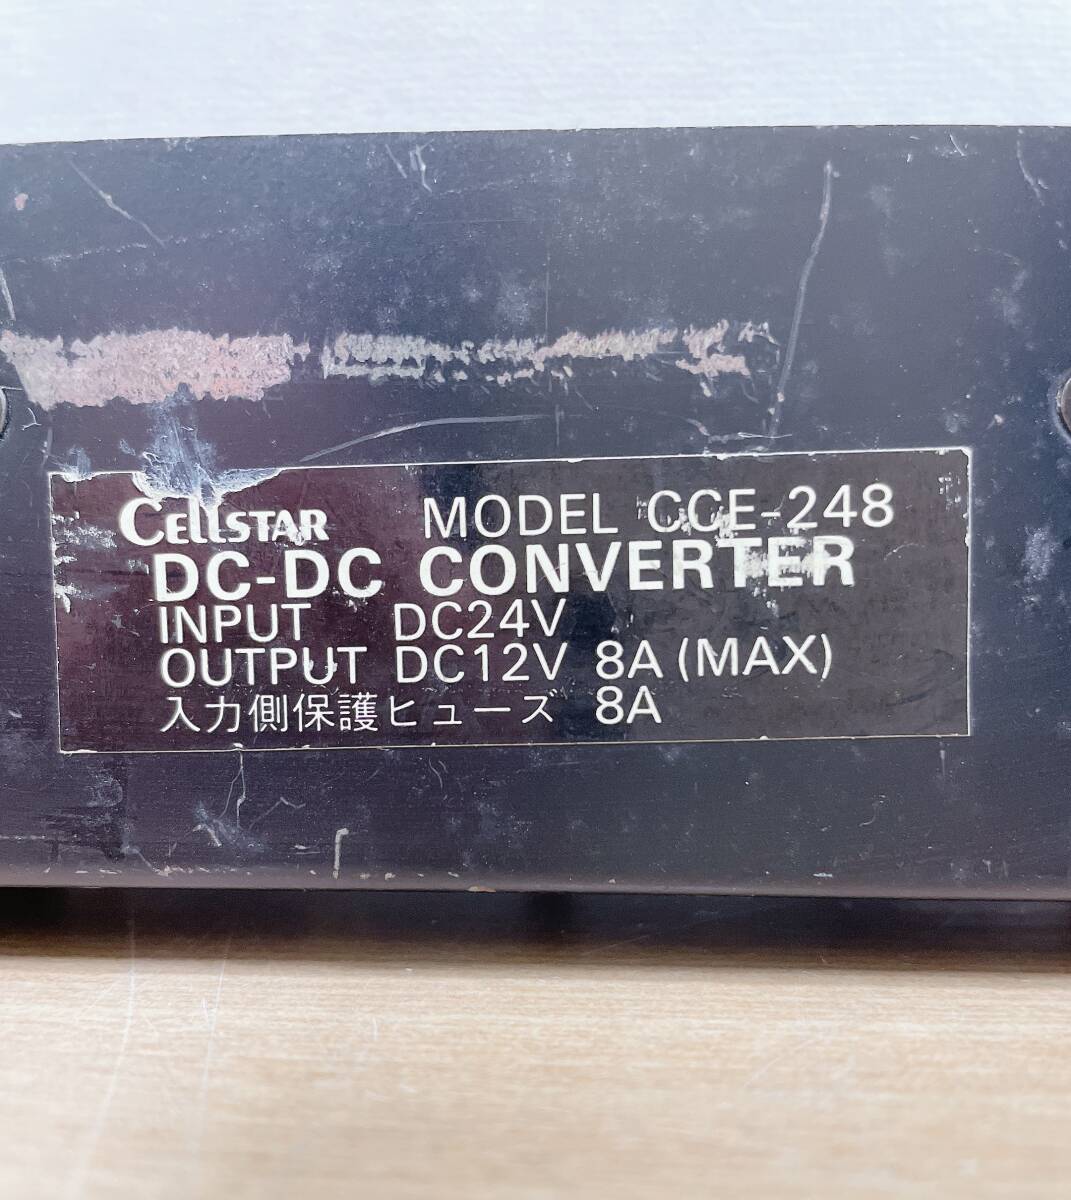 CELLSTAR MODEL CCE-248
DC-DC CONVERTER
INPUT DC24V
OUTPUT DC12V 8A (MAX)
入力側保護ヒューズ 8A